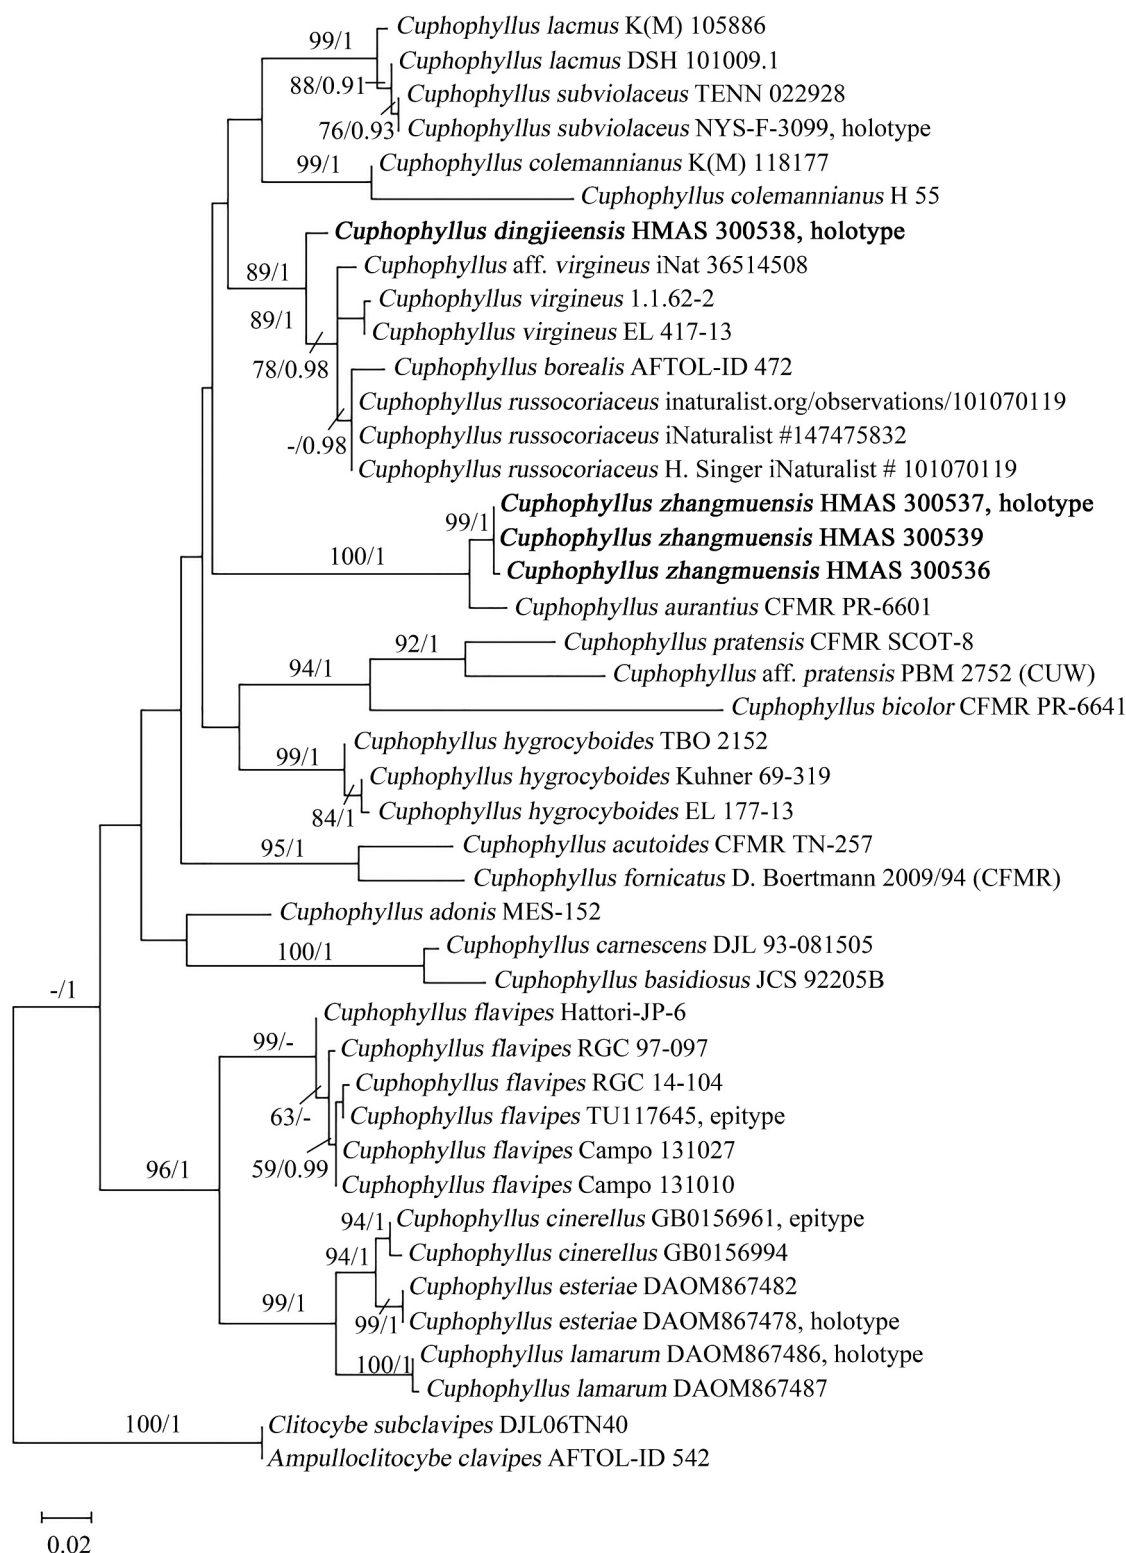 Cuphophyllus lacmus K(M) 105886
99/1
Cuphophyllus lacmus DSH 101009.1
88/0.91
Cuphophyllus subviolaceus TENN 022928
76/0.93
Cuphophyllus subviolaceus NYS-F-3099, holotype
99/1
Cuphophyllus colemannianus K(M) 118177
Cuphophyllus colemannianus H 55
Cuphophyllus dingjieensis HMAS 300538, holotype
89/1
Cuphophyllus aff. virgineus iNat 36514508
Cuphophyllus virgineus 1.1.62-2
89/1
Cuphophyllus virgineus EL 417-13
78/0.98
Cuphophyllus borealis AFTOL-ID 472
Cuphophyllus russocoriaceus inaturalist.org/observations/101070119
Cuphophyllus russocoriaceus iNaturalist #147475832
-/0.98
Cuphophyllus russocoriaceus H. Singer iNaturalist # 101070119
Cuphophyllus zhangmuensis HMAS 300537, holotype
99/1
Cuphophyllus zhangmuensis HMAS 300539
100/1
Cuphophyllus zhangmuensis HMAS 300536
Cuphophyllus aurantius CFMR PR-6601
92/1
Cuphophyllus pratensis CFMR SCOT-8
94/1
Cuphophyllus aff. pratensis PBM 2752 (CUW)
Cuphophyllus bicolor CFMR PR-6641
Cuphophyllus hygrocyboides TBO 2152
99/1
Cuphophyllus hygrocyboides Kuhner 69-319
84/1
Cuphophyllus hygrocyboides EL 177-13
95/1
Cuphophyllus acutoides CFMR TN-257
Cuphophyllus fornicatus D. Boertmann 2009/94 (CFMR)
Cuphophyllus adonis MES-152
100/1
Cuphophyllus carnescens DJL 93-081505
Cuphophyllus basidiosus JCS 92205B
-/1
Cuphophyllus flavipes Hattori-JP-6
99/-
Cuphophyllus flavipes RGC 97-097
Cuphophyllus flavipes RGC 14-104
63/-
Cuphophyllus flavipes TU117645, epitype
Cuphophyllus flavipes Campo 131027
96/1
59/0.99
Cuphophyllus flavipes Campo 131010
94/1
Cuphophyllus cinerellus GB0156961, epitype
94/1
Cuphophyllus cinerellus GB0156994
Cuphophyllus esteriae DAOM867482
99/1
99/1
Cuphophyllus esteriae DAOM867478, holotype
100/1
Cuphophyllus lamarum DAOM867486, holotype
Cuphophyllus lamarum DAOM867487
100/1
Clitocybe subclavipes DJL06TN40
Ampulloclitocybe clavipes AFTOL-ID 542
0.02